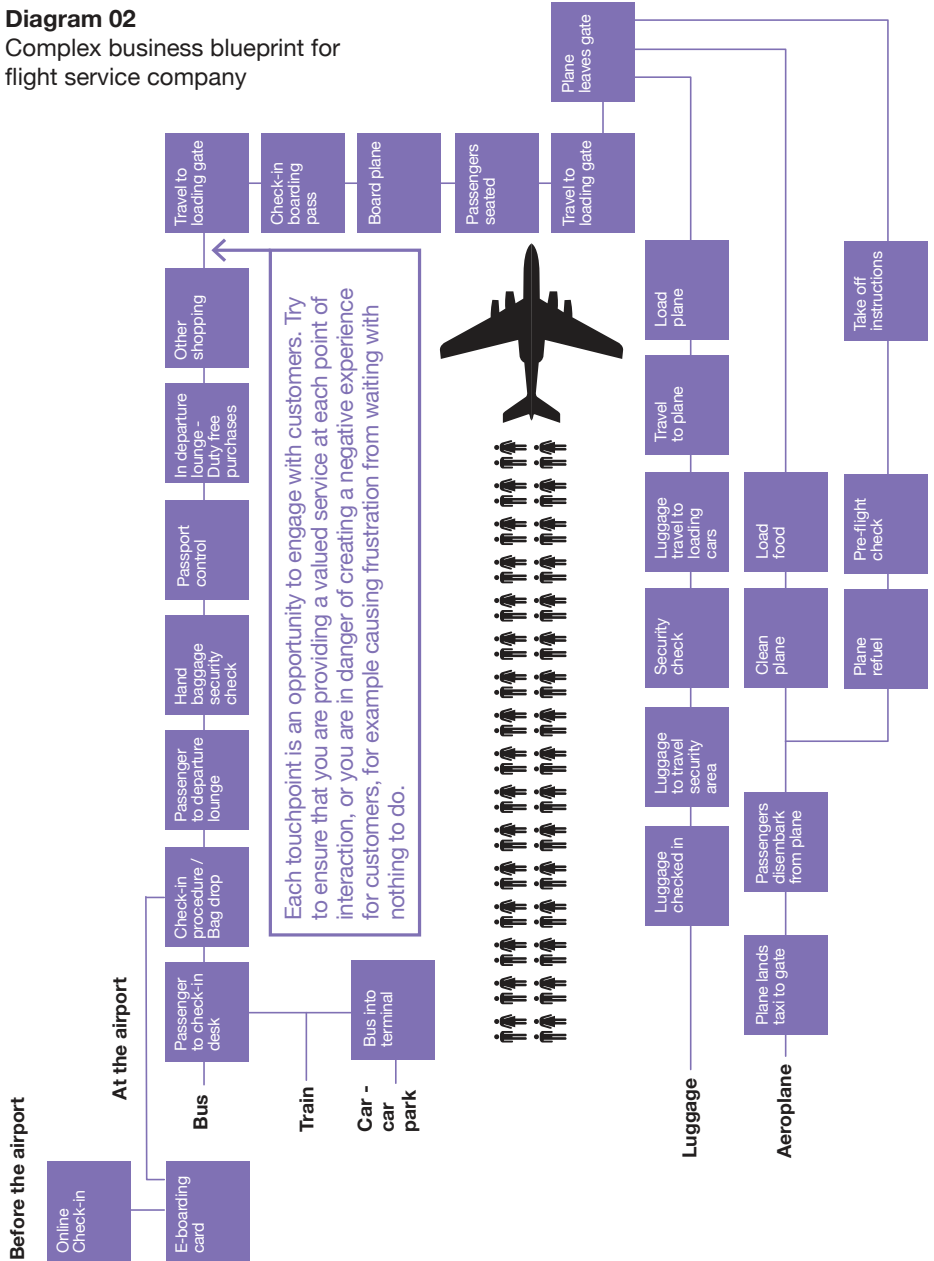 Diagram 02
Complex business blueprint for
flight service company
Before the airport
Online
Check-in
E-boarding
card
At the airport
Bus
Train
Car -
car
park
Bus into
terminal
Passenger
to check-in
desk
Check-in
procedure /
Bag drop
Passenger
to departure
lounge
Hand
baggage
security
check
Passport
control
In departure
lounge -
Duty free
purchases
Other
shopping
Travel to
loading gate
Check-in
boarding
pass
Board plane
Passengers
seated
Travel to
loading gate
Plane
leaves gate
Each touchpoint is an opportunity to engage with customers. Try
to ensure that you are providing a valued service at each point of
interaction, or you are in danger of creating a negative experience
for customers, for example causing frustration from waiting with
nothing to do.
Luggage
Luggage
checked in
Luggage
to travel
security
area
Security
check
Luggage
travel to
loading
cars
Travel
to plane
Load
plane
Aeroplane
Plane lands
taxi to gate
Passengers
disembark
from plane
Clean
plane
Load
food
Plane
refuel
Pre-flight
check
Take off
instructions